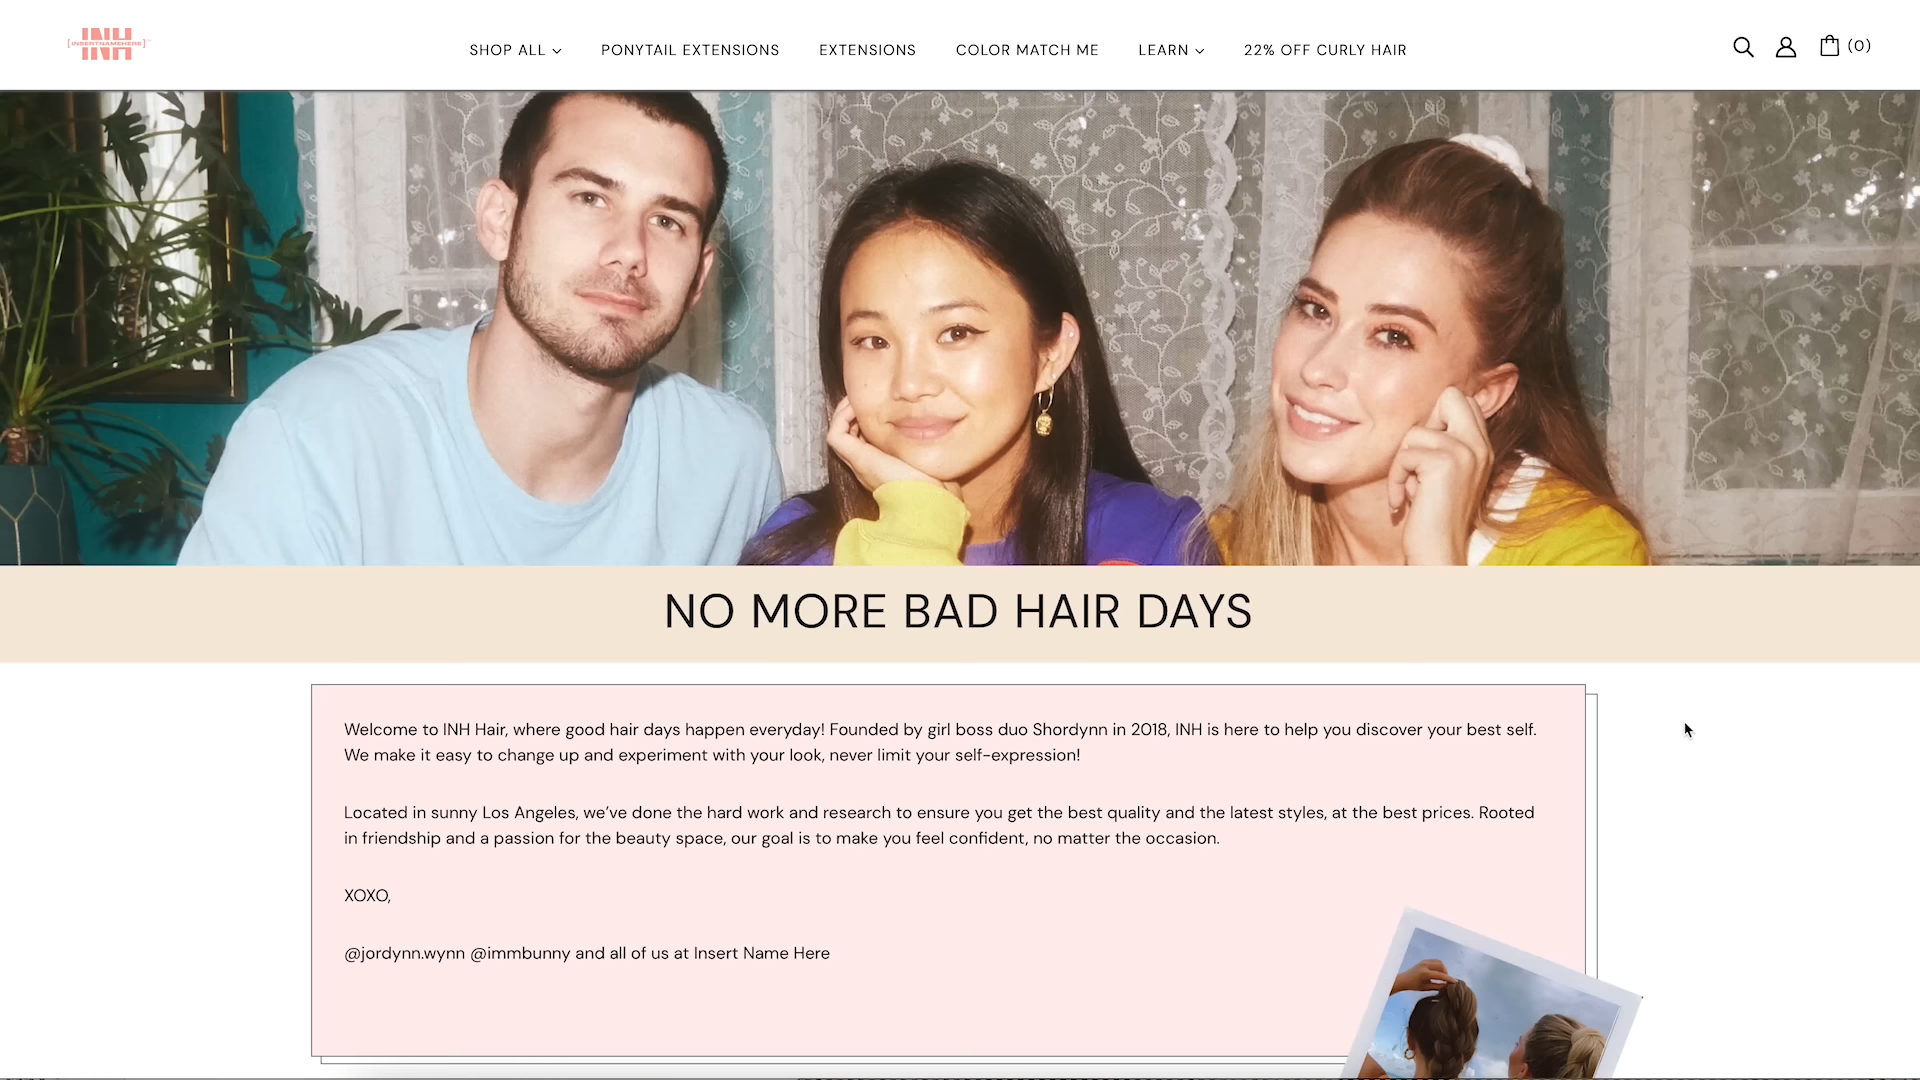 INH
[INSERTNAMEHERE]
SHOP ALL
PONYTAIL EXTENSIONS
EXTENSIONS
COLOR MATCH ME
LEARN
22% OFF CURLY HAIR
(0)
NO MORE BAD HAIR DAYS
Welcome to INH Hair, where good hair days happen everyday! Founded by girl boss duo Shordynn in 2018, INH is here to help you discover your best self.
We make it easy to change up and experiment with your look, never limit your self-expression!
Located in sunny Los Angeles, we’ve done the hard work and research to ensure you get the best quality and the latest styles, at the best prices. Rooted
in friendship and a passion for the beauty space, our goal is to make you feel confident, no matter the occasion.
XOXO,
@jordynn.wynn @immbunny and all of us at Insert Name Here